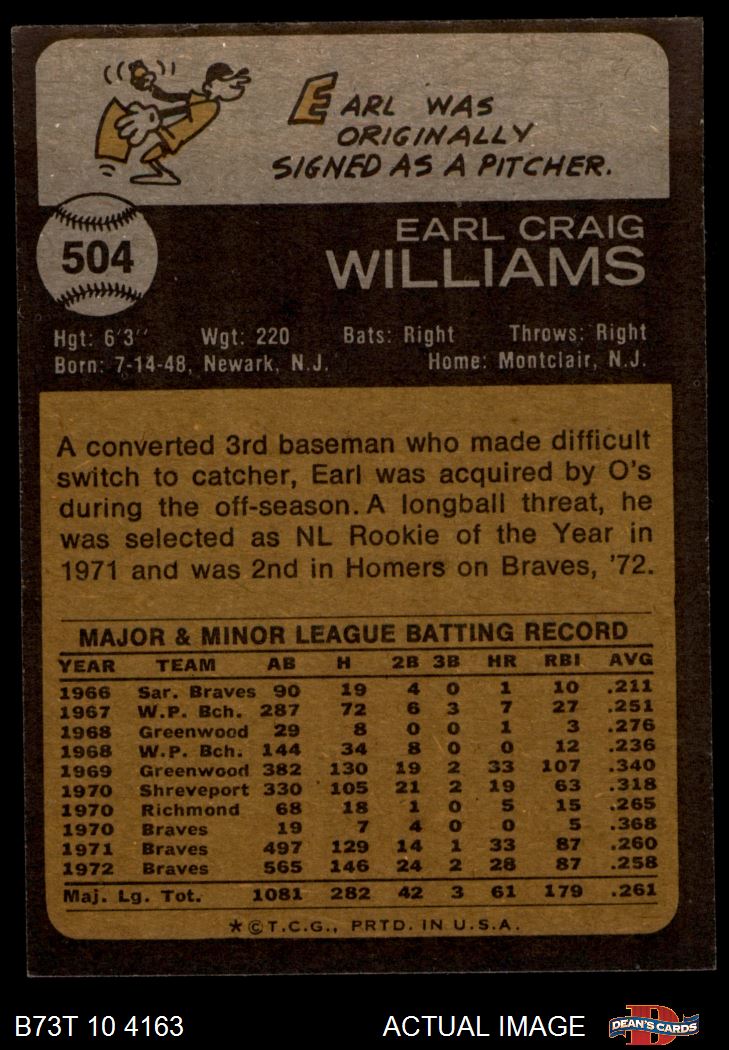 EARL WAS
ORIGINALLY
SIGNED AS A PITCHER.
504
EARL CRAIG
WILLIAMS
Hgt: 6'3'' Wgt: 220 Bats: Right Throws: Right
Born: 7-14-48, Newark, N.J. Home: Montclair, N.J.
A converted 3rd baseman who made difficult
switch to catcher, Earl was acquired by O's
during the off-season. A longball threat, he
was selected as NL Rookie of the Year in
1971 and was 2nd in Homers on Braves, '72.
MAJOR & MINOR LEAGUE BATTING RECORD
YEAR TEAM AB H 2B 3B HR RBI AVG
1966 Sar. Braves 90 19 4 0 1 10 .211
1967 W.P. Bch. 287 72 6 3 7 27 .251
1968 Greenwood 29 8 0 0 1 3 .276
1968 W.P. Bch. 144 34 8 0 0 12 .236
1969 Greenwood 382 130 19 2 33 107 .340
1970 Shreveport 330 105 21 2 19 63 .318
1970 Richmond 68 18 1 0 5 15 .265
1970 Braves 19 7 4 0 0 5 .368
1971 Braves 497 129 14 1 33 87 .260
1972 Braves 565 146 24 2 28 87 .258
Maj. Lg. Tot. 1081 282 42 3 61 179 .261
★©T.C.G., PRTD. IN U.S.A.
B73T 10 4163 ACTUAL IMAGE DEAN'S CARDS